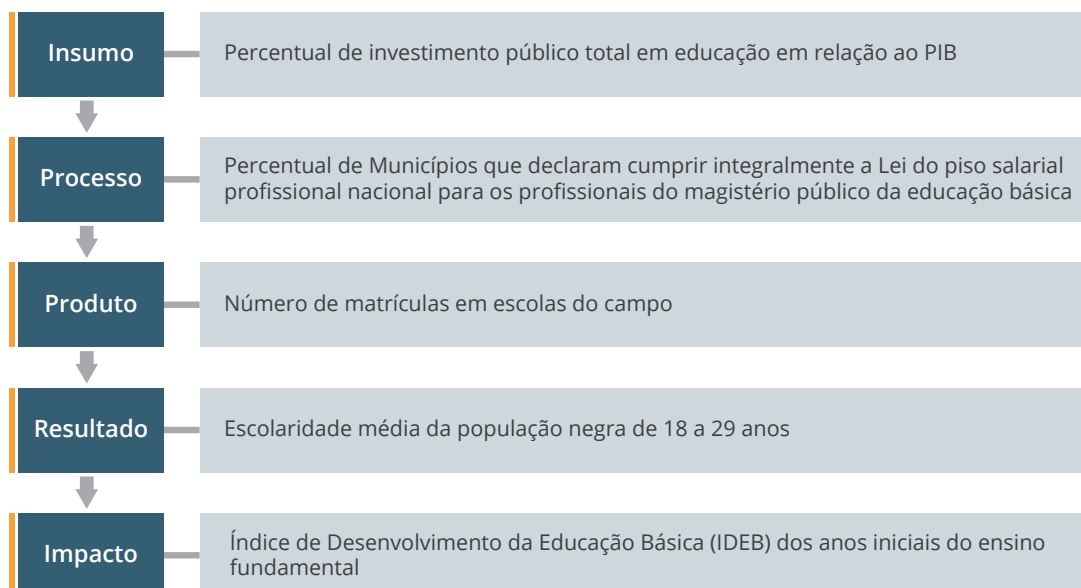 Insumo
Percentual de investimento público total em educação em relação ao PIB
Processo
Percentual de Municípios que declaram cumprir integralmente a Lei do piso salarial
profissional nacional para os profissionais do magistério público da educação básica
Produto
Número de matrículas em escolas do campo
Resultado
Escolaridade média da população negra de 18 a 29 anos
Impacto
Índice de Desenvolvimento da Educação Básica (IDEB) dos anos iniciais do ensino
fundamental